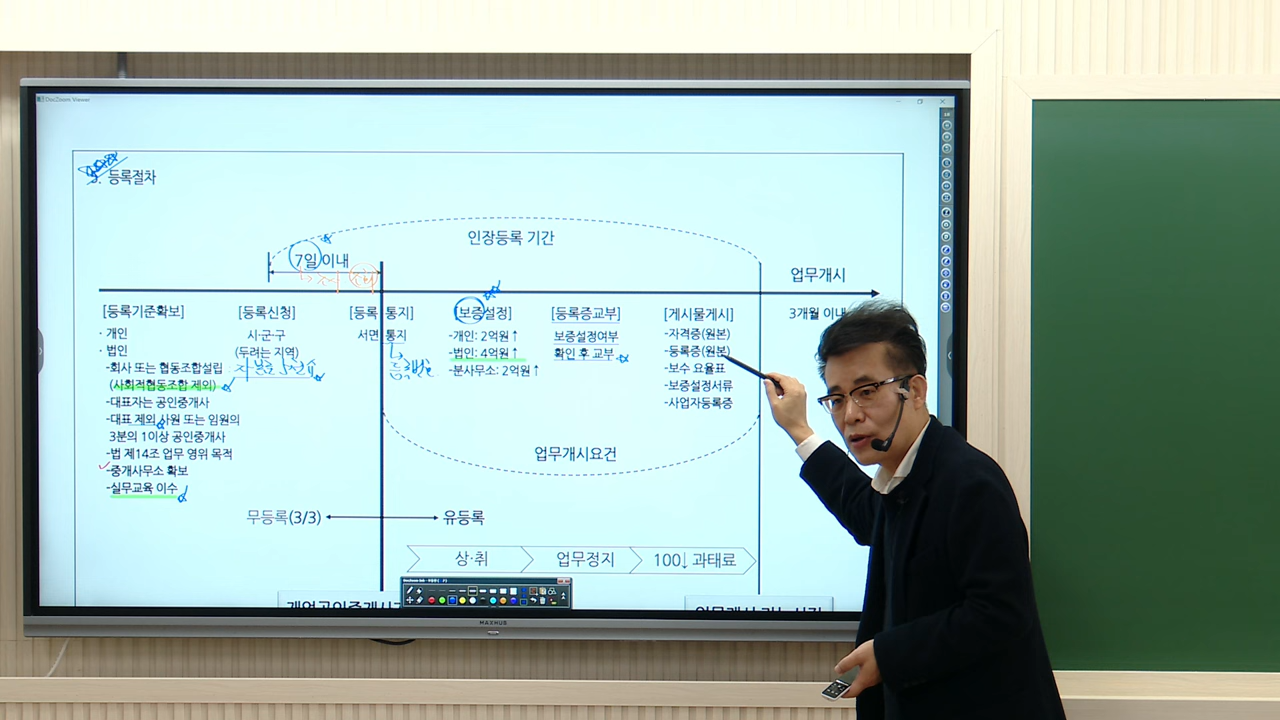 DocZoom Viewer
3. 등록절차
인장등록 기간
7일 이내
업무개시
[등록기준확보]
· 개인
· 법인
-회사 또는 협동조합설립
(사회적협동조합 제외)
-대표자는 공인중개사
-대표 제외 사원 또는 임원의
3분의 1이상 공인중개사
-법 제14조 업무 영위 목적
-중개사무소 확보
-실무교육 이수
[등록신청]
시·군·구
(두려는 지역)
[등록 통지]
서면 통지
[보증설정]
-개인: 2억원↑
-법인: 4억원↑
-분사무소: 2억원↑
[등록증교부]
보증설정여부
확인 후 교부
[게시물게시]
-자격증(원본)
-등록증(원본)
-보수 요율표
-보증설정서류
-사업자등록증
3개월 이내
업무개시요건
무등록(3/3)
유등록
상·취
업무정지
100↓ 과태료
MAXHUB